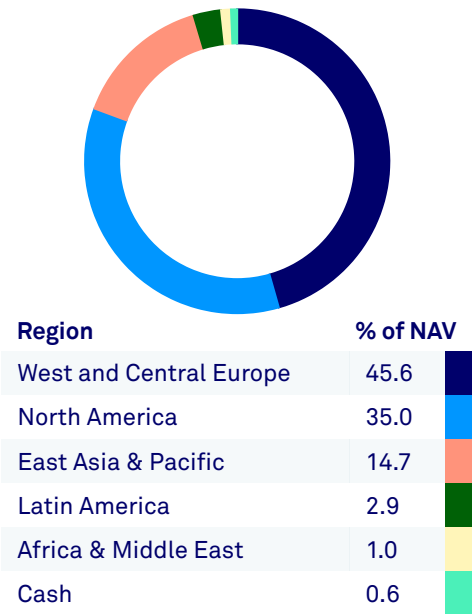 Region % of NAV
West and Central Europe 45.6
North America 35.0
East Asia & Pacific 14.7
Latin America 2.9
Africa & Middle East 1.0
Cash 0.6